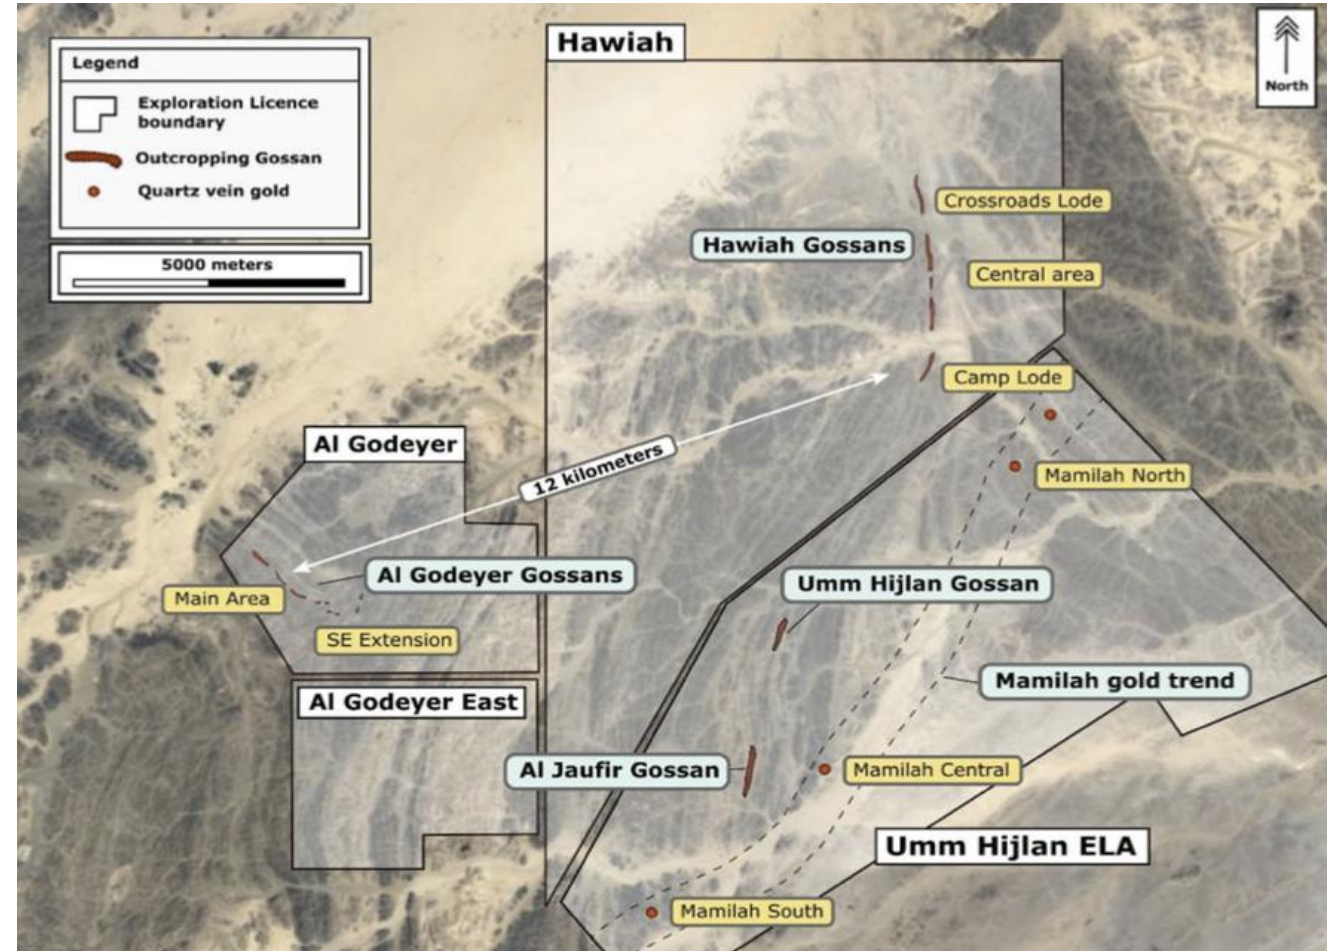 Hawiah
North
Legend
Exploration Licence
boundary
Outcropping Gossan
Quartz vein gold
5000 meters
Crossroads Lode
Hawiah Gossans
Central area
Camp Lode
Al Godeyer
12 kilometers
Mamilah North
Al Godeyer Gossans
Main Area
SE Extension
Umm Hijlan Gossan
Mamilah gold trend
Al Godeyer East
Al Jaufir Gossan
Mamilah Central
Umm Hijlan ELA
Mamilah South